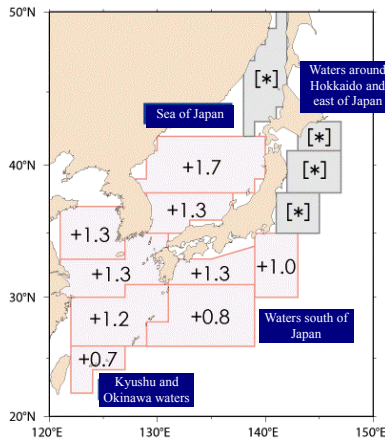 50°N
[*]
Waters around
Hokkaido and
east of Japan
Sea of Japan
[*]
40°N
+1.7
[*]
+1.3
[*]
+1.3
+1.3
+1.3
+1.0
30°N
+1.2
+0.8
Waters south of
Japan
+0.7
Kyushu and
Okinawa waters
20°N
120°E
130°E
140°E
150°E